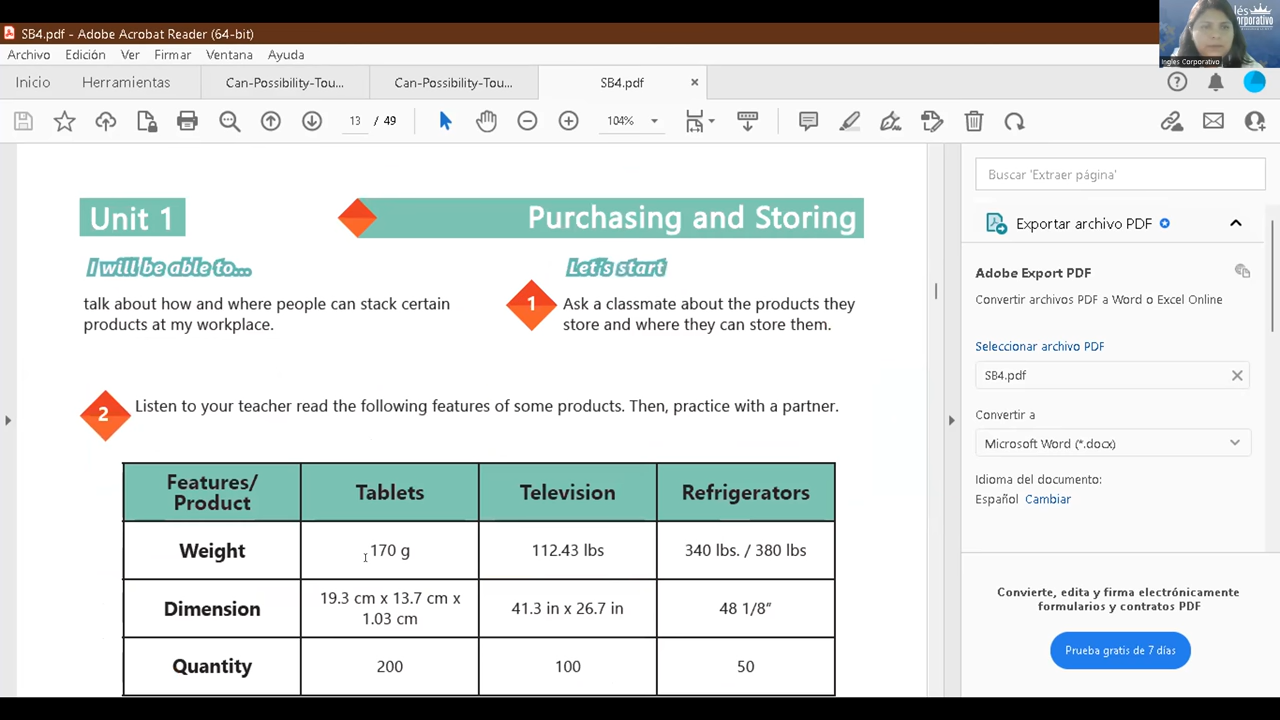 SB4.pdf - Adobe Acrobat Reader (64-bit)
Archivo Edición Ver Firmar Ventana Ayuda
Inicio Herramientas Can-Possibility-Tou... Can-Possibility-Tou... SB4.pdf
13 / 49 104%
Inglés Corporativo
Unit 1
Purchasing and Storing
I will be able to...
talk about how and where people can stack certain
products at my workplace.
Let's start
1
Ask a classmate about the products they
store and where they can store them.
2
Listen to your teacher read the following features of some products. Then, practice with a partner.
Features/
Product
Tablets
Television
Refrigerators
Weight
170 g
112.43 lbs
340 lbs. / 380 lbs
Dimension
19.3 cm x 13.7 cm x
1.03 cm
41.3 in x 26.7 in
48 1/8”
Quantity
200
100
50
Buscar 'Extraer página'
Exportar archivo PDF
Adobe Export PDF
Convertir archivos PDF a Word o Excel Online
Seleccionar archivo PDF
SB4.pdf
Convertir a
Microsoft Word (*.docx)
Idioma del documento:
Español Cambiar
Convierte, edita y firma electrónicamente
formularios y contratos PDF
Prueba gratis de 7 días